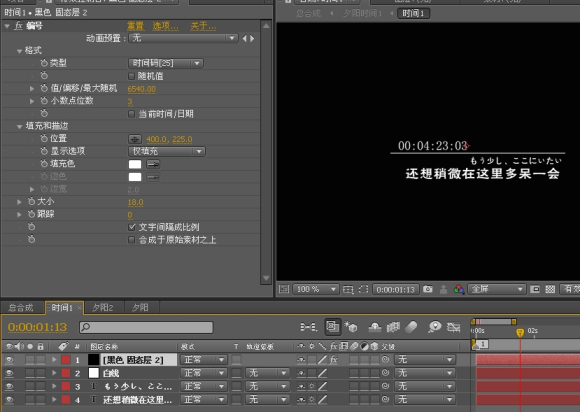 时间1 • 黑色 固态层 2
fx 编号 重置 选项... 关于...
动画预置: 无
格式
类型 时间码[25]
随机值
值/偏移/最大随机 6540.00
小数点位数 3
当前时间/日期
填充和描边
位置 400.0, 225.0
显示选项 仅填充
填充色
边色
边宽 2.0
大小 18.0
跟踪 0
文字间隔成比例
合成于原始素材之上
总合成 夕阳时间1 时间1
00:04:23:03
もう少し、ここにいたい
还想稍微在这里多呆一会
100 % 0:00:01:13 全屏 有效
总合成 时间1 夕阳2 夕阳
0:00:01:13
图层名称 模式 T 轨道蒙板 父级
:00s 02s
1 [黑色 固态层 2] 正常 无
2 白线 正常 无 无
3 T もう少し、ここ... 正常 无 无
4 T 还想稍微在这里... 正常 无 无
1